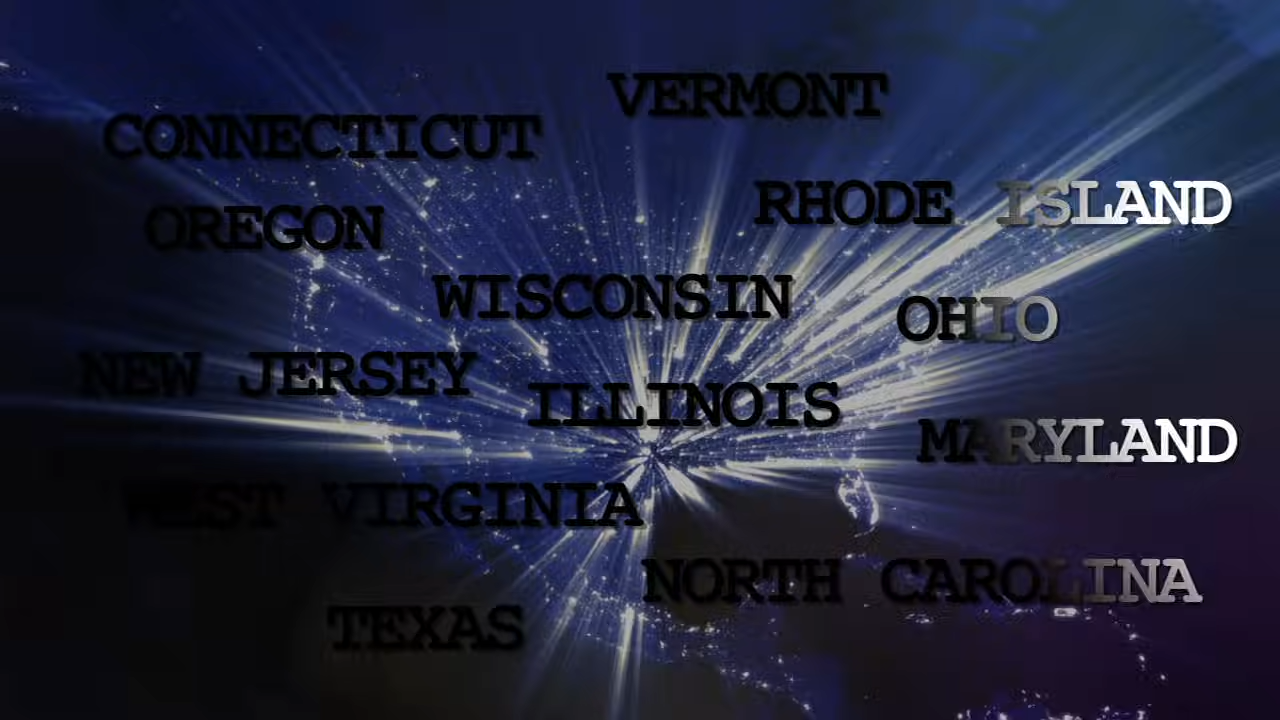 VERMONT
CONNECTICUT
RHODE ISLAND
OREGON
WISCONSIN
OHIO
NEW JERSEY
ILLINOIS
MARYLAND
WEST VIRGINIA
NORTH CAROLINA
TEXAS